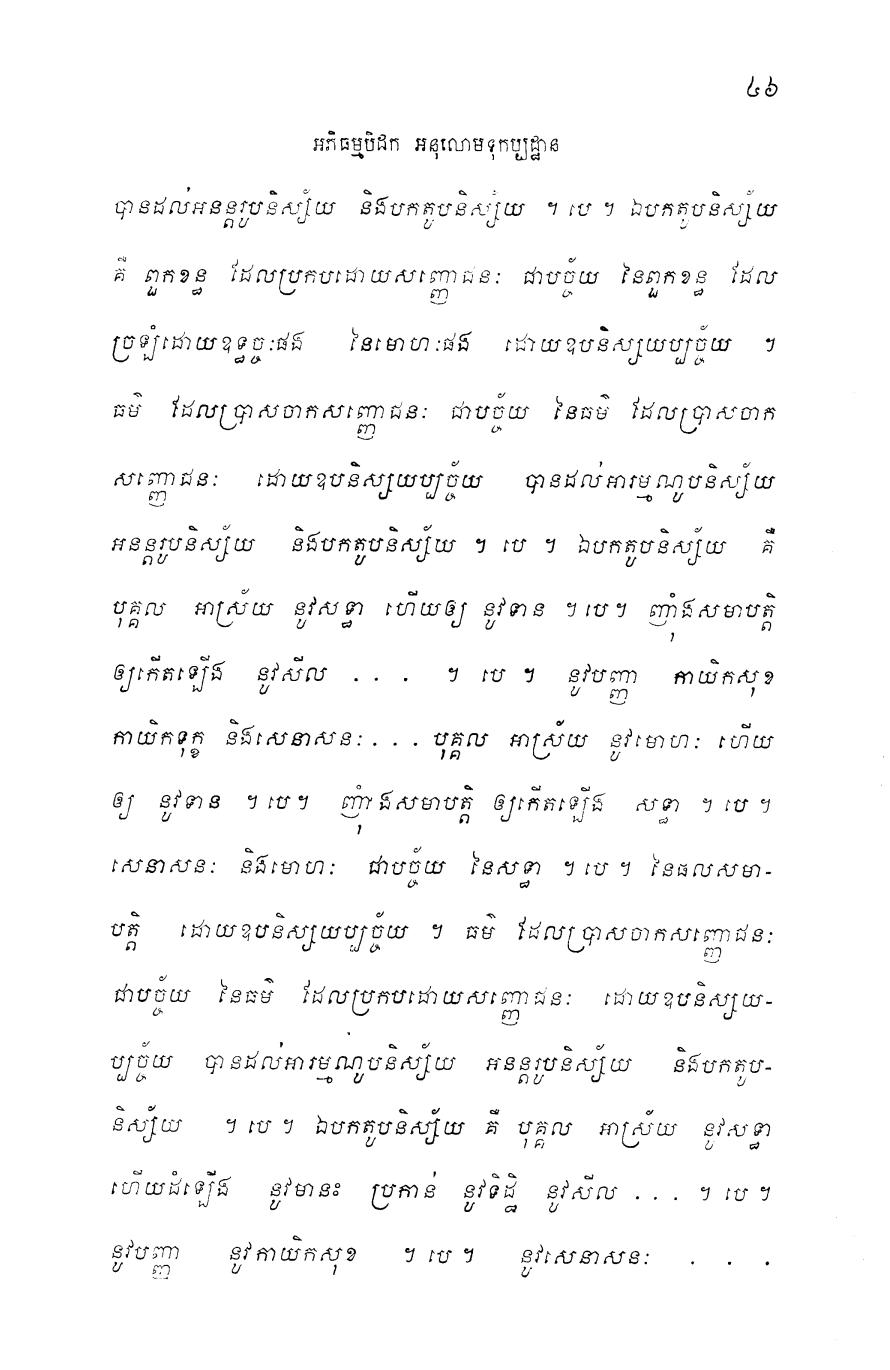 ៤៦
អភិធម្មបិដក អនុលោមទុកប្បដ្ឋាន
បានដល់អនន្តរូបនិស្ស័យ និងបកតូបនិស្ស័យ ។ បេ ។ ឯបកតូបនិស្ស័យ
គឺ ពួកខន្ធ ដែលប្រកបដោយសញ្ញោជនៈ ជាបច្ច័យ នៃពួកខន្ធ ដែល
ច្រឡំដោយឧទ្ធច្ចៈផង នៃមោហៈផង ដោយឧបនិស្សយប្បច្ច័យ ។
ធម៌ ដែលប្រាសចាកសញ្ញោជនៈ ជាបច្ច័យ នៃធម៌ ដែលប្រាសចាក
សញ្ញោជនៈ ដោយឧបនិស្សយប្បច្ច័យ បានដល់អារម្មណូបនិស្ស័យ
អនន្តរូបនិស្ស័យ និងបកតូបនិស្ស័យ ។ បេ ។ ឯបកតូបនិស្ស័យ គឺ
បុគ្គល អាស្រ័យ នូវសទ្ធា ហើយឲ្យ នូវទាន ។ បេ ។ ញ៉ាំងសមាបត្តិ
ឲ្យកើតឡើង នូវសីល . . . ។ បេ ។ នូវបញ្ញា កាយិកសុខ
កាយិកទុក្ខ និងសេនាសនៈ . . . បុគ្គល អាស្រ័យ នូវមោហៈ ហើយ
ឲ្យ នូវទាន ។ បេ ។ ញុំាងសមាបត្តិ ឲ្យកើតឡើង សទ្ធា ។ បេ ។
សេនាសនៈ និងមោហៈ ជាបច្ច័យ នៃសទ្ធា ។ បេ ។ នៃផលសមា-
បត្តិ ដោយឧបនិស្សយប្បច្ច័យ ។ ធម៌ ដែលប្រាសចាកសញ្ញោជនៈ
ជាបច្ច័យ នៃធម៌ ដែលប្រកបដោយសញ្ញោជនៈ ដោយឧបនិស្សយ-
ប្បច្ច័យ បានដល់អារម្មណូបនិស្ស័យ អនន្តរូបនិស្ស័យ និងបកតូប-
និស្ស័យ ។ បេ ។ ឯបកតូបនិស្ស័យ គឺ បុគ្គល អាស្រ័យ នូវសទ្ធា
ហើយដំឡើង នូវមានះ ប្រកាន់ នូវទិដ្ឋិ នូវសីល . . . ។ បេ ។
នូវបញ្ញា នូវកាយិកសុខ ។ បេ ។ នូវសេនាសនៈ . . .